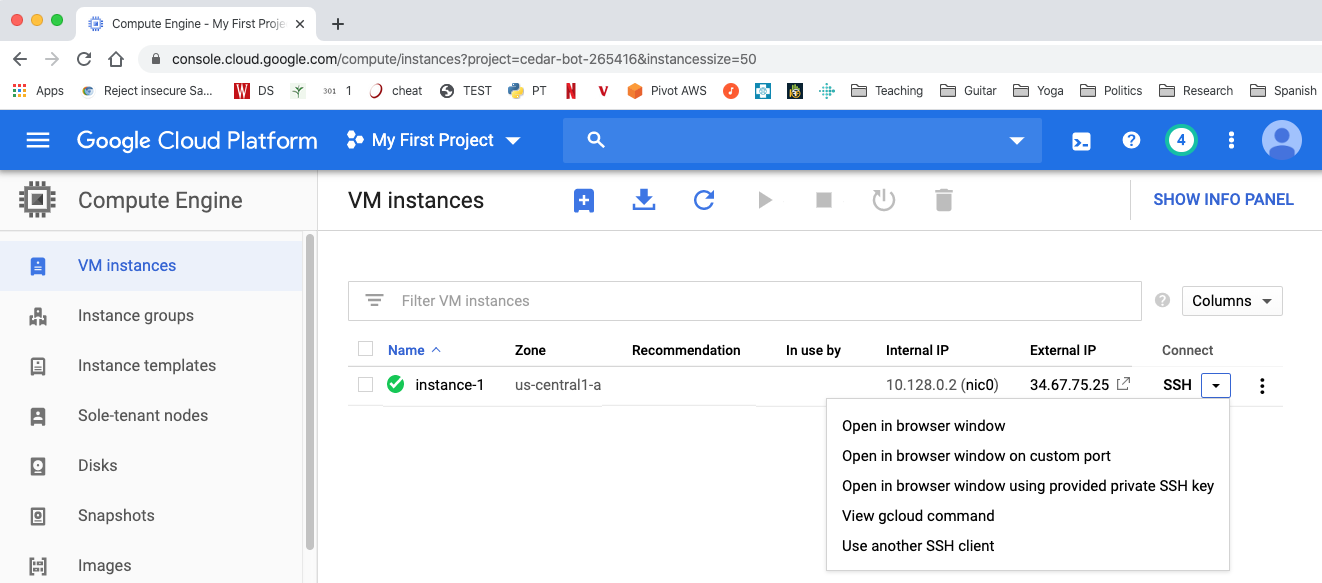 Compute Engine - My First Proje
console.cloud.google.com/compute/instances?project=cedar-bot-265416&instancessize=50
Apps Reject insecure Sa... W DS 301 1 cheat TEST PT N V Pivot AWS Teaching Guitar Yoga Politics Research Spanish
Google Cloud Platform My First Project 4
Compute Engine VM instances SHOW INFO PANEL
VM instances
Instance groups
Instance templates
Sole-tenant nodes
Disks
Snapshots
Images
Filter VM instances Columns
Name Zone Recommendation In use by Internal IP External IP Connect
instance-1 us-central1-a 10.128.0.2 (nic0) 34.67.75.25 SSH
Open in browser window
Open in browser window on custom port
Open in browser window using provided private SSH key
View gcloud command
Use another SSH client